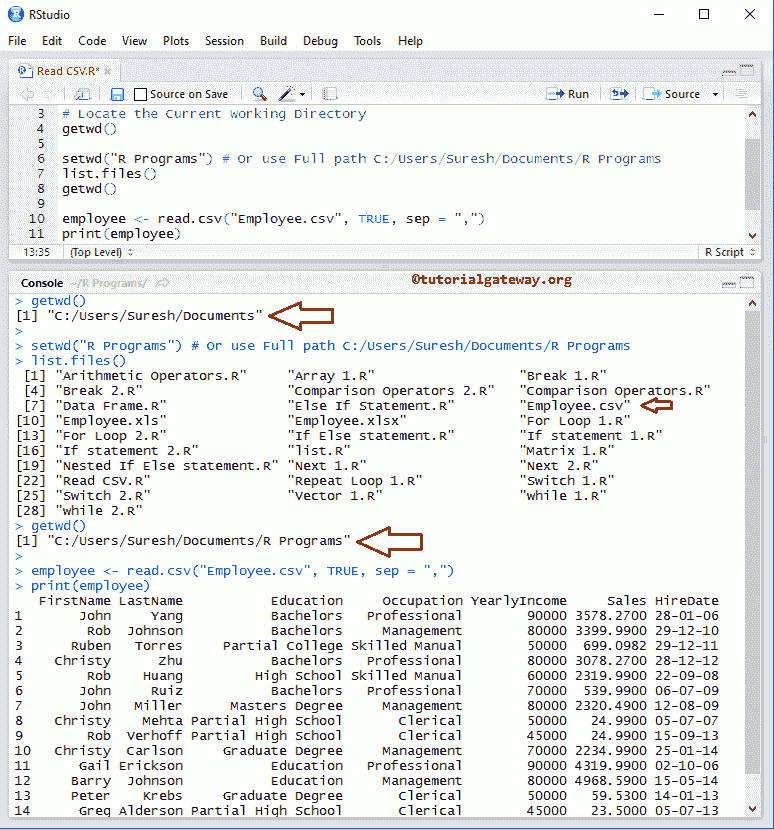 RStudio
File Edit Code View Plots Session Build Debug Tools Help
Read CSV.R*
Source on Save Run Source
3 # Locate the Current Working Directory
4 getwd()
5
6 setwd("R Programs") # Or use Full path C:/Users/Suresh/Documents/R Programs
7 list.files()
8 getwd()
9
10 employee <- read.csv("Employee.csv", TRUE, sep = ",")
11 print(employee)
13:35 (Top Level) R Script
Console ~/R Programs/ @tutorialgateway.org
> getwd()
[1] "C:/Users/Suresh/Documents"
>
> setwd("R Programs") # Or use Full path C:/Users/Suresh/Documents/R Programs
> list.files()
[1] "Arithmetic Operators.R" "Array 1.R" "Break 1.R"
[4] "Break 2.R" "Comparison Operators 2.R" "Comparison Operators.R"
[7] "Data Frame.R" "Else If Statement.R" "Employee.csv"
[10] "Employee.xls" "Employee.xlsx" "For Loop 1.R"
[13] "For Loop 2.R" "If Else Statement.R" "If statement 1.R"
[16] "If statement 2.R" "list.R" "Matrix 1.R"
[19] "Nested If Else statement.R" "Next 1.R" "Next 2.R"
[22] "Read CSV.R" "Repeat Loop 1.R" "Switch 1.R"
[25] "Switch 2.R" "Vector 1.R" "while 1.R"
[28] "while 2.R"
> getwd()
[1] "C:/Users/Suresh/Documents/R Programs"
>
> employee <- read.csv("Employee.csv", TRUE, sep = ",")
> print(employee)
FirstName LastName Education Occupation YearlyIncome Sales HireDate
1 John Yang Bachelors Professional 90000 3578.2700 28-01-06
2 Rob Johnson Bachelors Management 80000 3399.9900 29-12-10
3 Ruben Torres Partial College Skilled Manual 50000 699.0982 29-12-11
4 Christy Zhu Bachelors Professional 80000 3078.2700 28-12-12
5 Rob Huang High School Skilled Manual 60000 2319.9900 22-09-08
6 John Ruiz Bachelors Professional 70000 539.9900 06-07-09
7 John Miller Masters Degree Management 80000 2320.4900 12-08-09
8 Christy Mehta Partial High School Clerical 50000 24.9900 05-07-07
9 Rob Verhoff Partial High School Clerical 45000 24.9900 15-09-13
10 Christy Carlson Graduate Degree Management 70000 2234.9900 25-01-14
11 Gail Erickson Education Professional 90000 4319.9900 02-10-06
12 Barry Johnson Education Management 80000 4968.5900 15-05-14
13 Peter Krebs Graduate Degree Clerical 50000 59.5300 14-01-13
14 Greg Alderson Partial High School Clerical 45000 23.5000 05-07-13